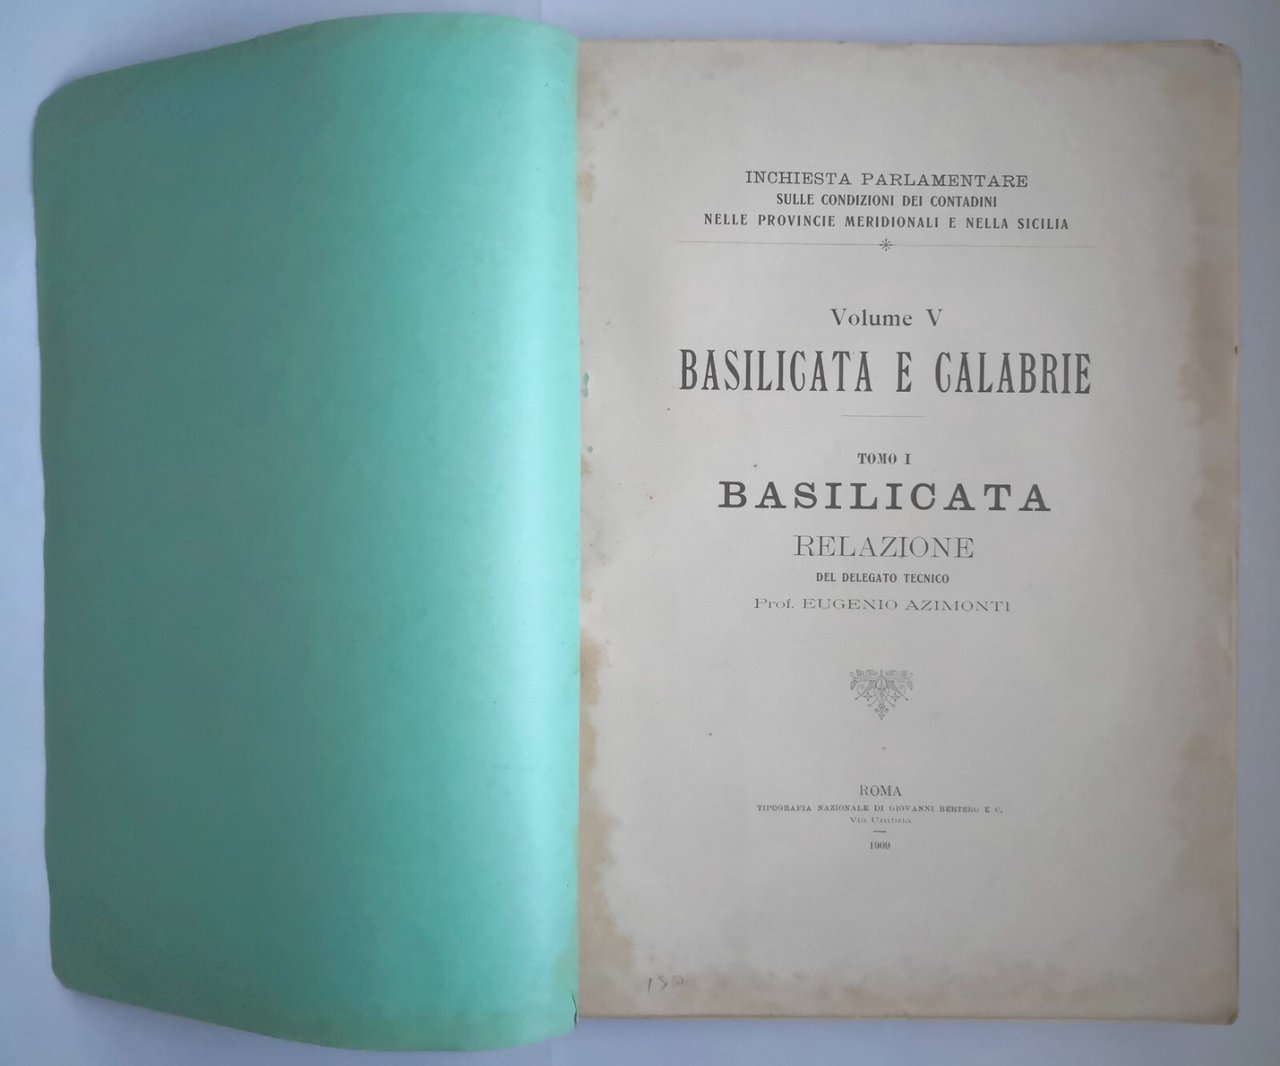 INCHIESTA PARLAMENTARE
SULLE CONDIZIONI DEI CONTADINI
NELLE PROVINCIE MERIDIONALI E NELLA SICILIA
Volume V
BASILICATA E CALABRIE
TOMO I
BASILICATA
RELAZIONE
DEL DELEGATO TECNICO
Prof. EUGENIO AZIMONTI
ROMA
TIPOGRAFIA NAZIONALE DI GIOVANNI BERTERO E C.
Via Umbria
1909
150